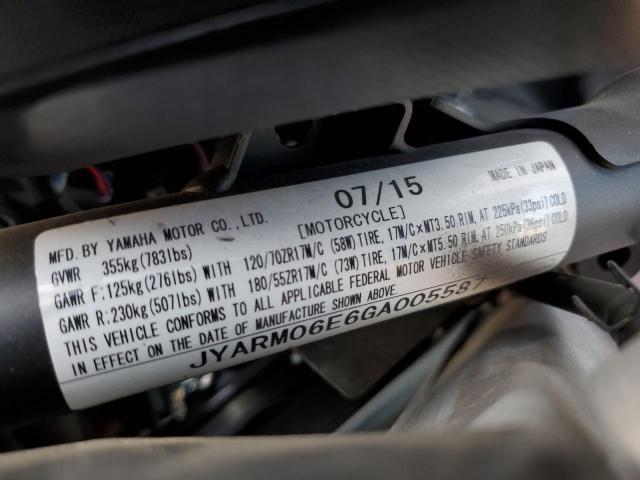 07/15
MADE IN JAPAN
MFD. BY YAMAHA MOTOR CO., LTD. [MOTORCYCLE]
GVWR 355kg(783lbs)
GAWR F: 125kg(276lbs) WITH 120/70ZR17M/C (58W)TIRE, 17M/C×MT3.50 RIM, AT 225kPa(33psi) COLD
GAWR R: 230kg(507lbs) WITH 180/55ZR17M/C (73W)TIRE, 17M/C×MT5.50 RIM, AT 250kPa(36psi) COLD
THIS VEHICLE CONFORMS TO ALL APPLICABLE FEDERAL MOTOR VEHICLE SAFETY STANDARDS
IN EFFECT ON THE DATE OF MANUFACTURE SHOWN ABOVE.
JYARM06E6GA005587